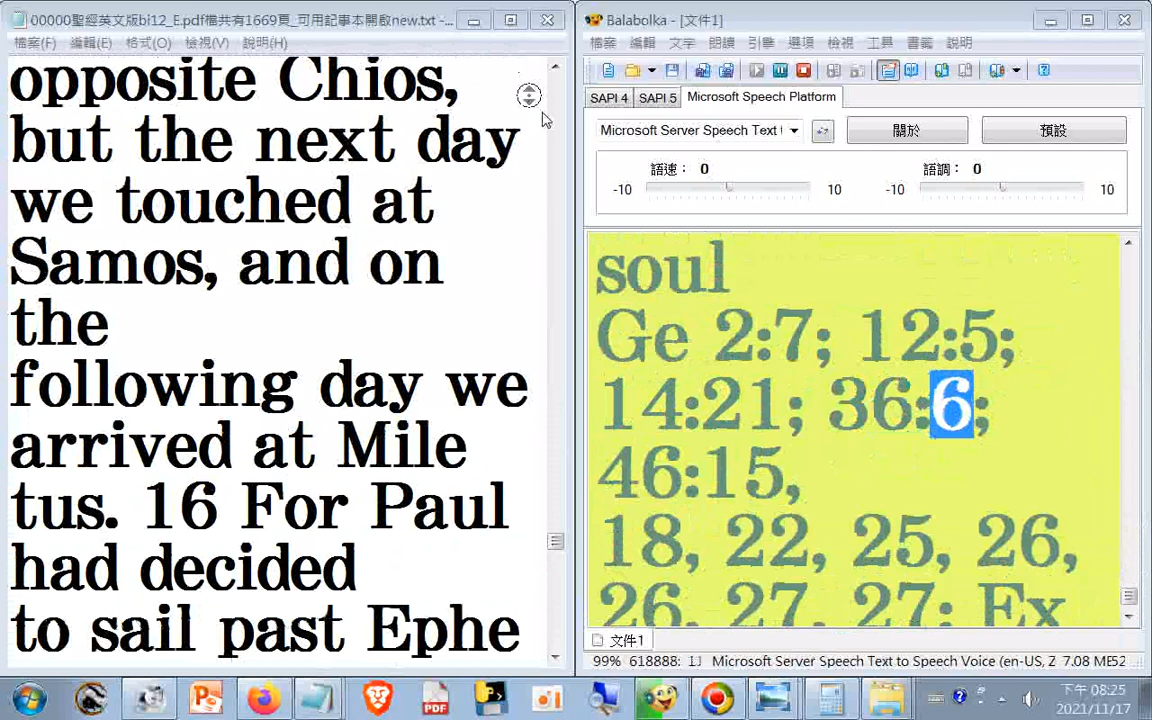 00000聖經英文版bi12_E.pdf檔共有1669頁_可用記事本開啟new.txt -...
檔案(F) 編輯(E) 格式(O) 檢視(V) 說明(H)
opposite Chios,
but the next day
we touched at
Samos, and on
the
following day we
arrived at Mile
tus. 16 For Paul
had decided
to sail past Ephe
Balabolka - [文件1]
檔案 編輯 文字 朗讀 引擎 選項 檢視 工具 書籤 說明
SAPI 4 SAPI 5 Microsoft Speech Platform
Microsoft Server Speech Text 關於 預設
語速： 0 語調： 0
-10 10 -10 10
soul
Ge 2:7; 12:5;
14:21; 36:6;
46:15,
18, 22, 25, 26,
26, 27, 27; Ex
文件1
99% 618888: Microsoft Server Speech Text to Speech Voice (en-US, Z 7.08 ME52
PDF
下午 08:25
2021/11/17